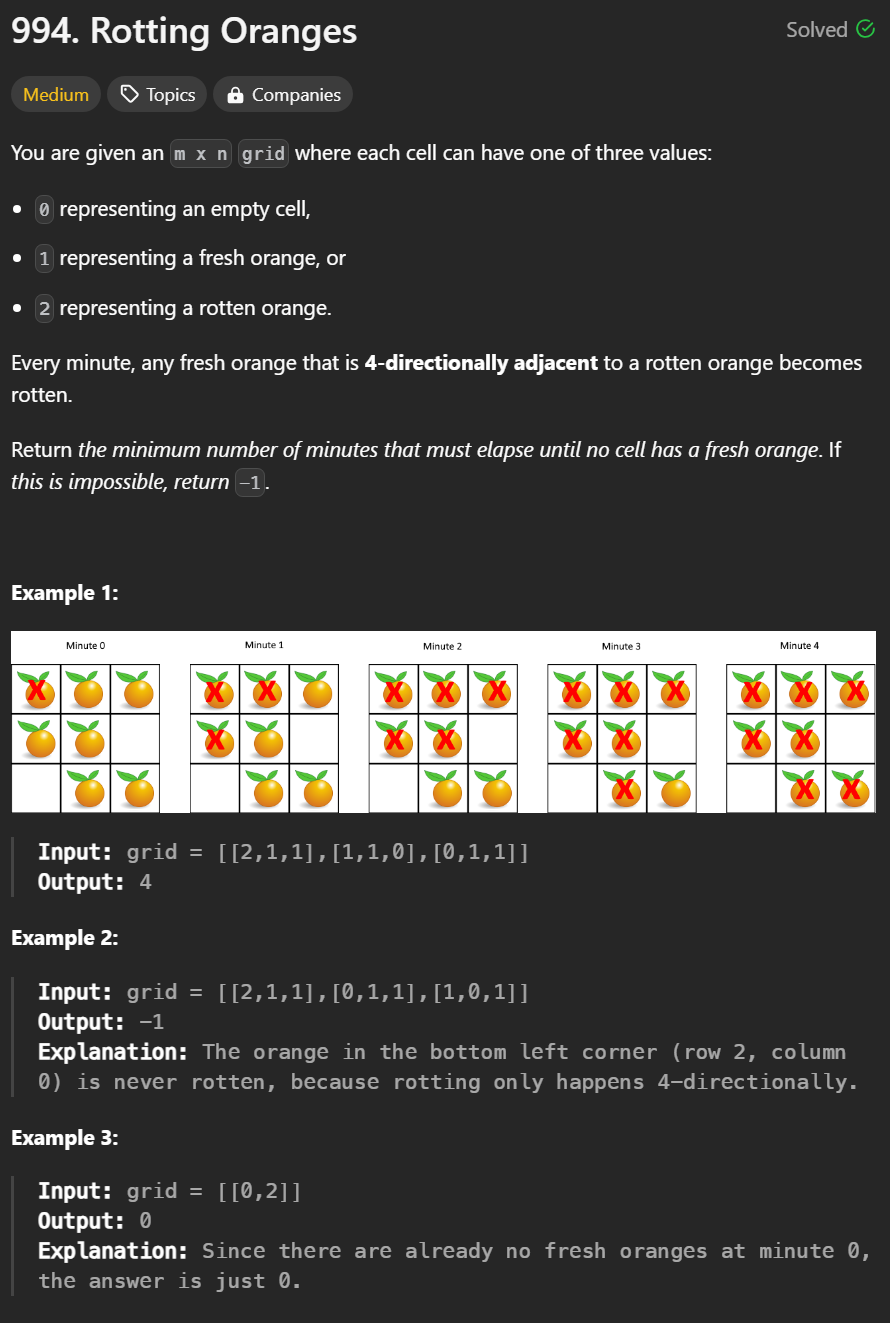 994. Rotting Oranges
Solved
Medium Topics Companies
You are given an m x n grid where each cell can have one of three values:
• 0 representing an empty cell,
• 1 representing a fresh orange, or
• 2 representing a rotten orange.
Every minute, any fresh orange that is 4-directionally adjacent to a rotten orange becomes
rotten.
Return the minimum number of minutes that must elapse until no cell has a fresh orange. If
this is impossible, return -1.
Example 1:
Minute 0 Minute 1 Minute 2 Minute 3 Minute 4
X X X X X X X X X X X X X X X X X X X X
Input: grid = [[2,1,1],[1,1,0],[0,1,1]]
Output: 4
Example 2:
Input: grid = [[2,1,1],[0,1,1],[1,0,1]]
Output: -1
Explanation: The orange in the bottom left corner (row 2, column
0) is never rotten, because rotting only happens 4-directionally.
Example 3:
Input: grid = [[0,2]]
Output: 0
Explanation: Since there are already no fresh oranges at minute 0,
the answer is just 0.